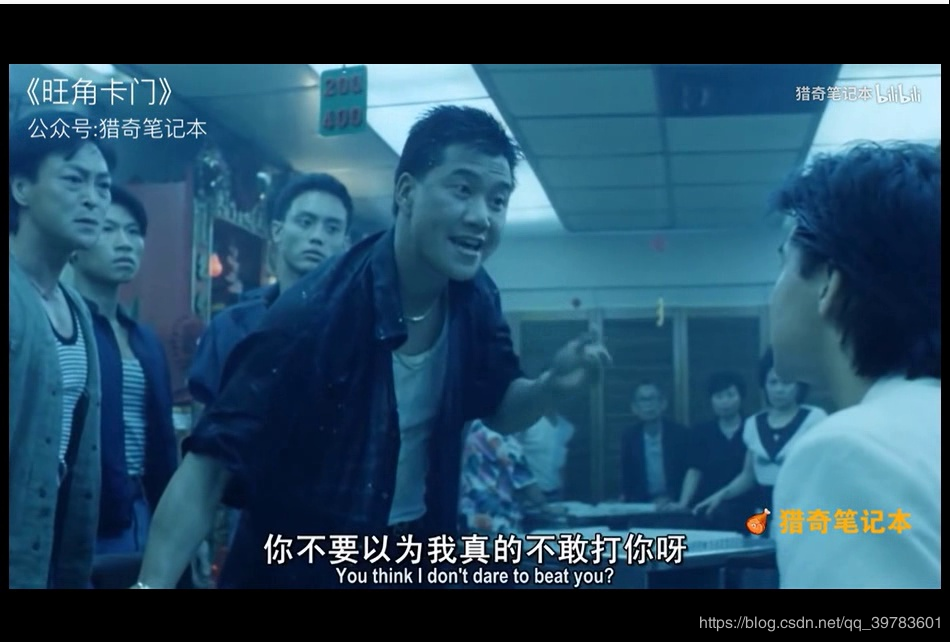 《旺角卡门》
公众号:猎奇笔记本
猎奇笔记本 bilibili
200
400
猎奇笔记本
你不要以为我真的不敢打你呀
You think I don't dare to beat you?
https://blog.csdn.net/qq_39783601